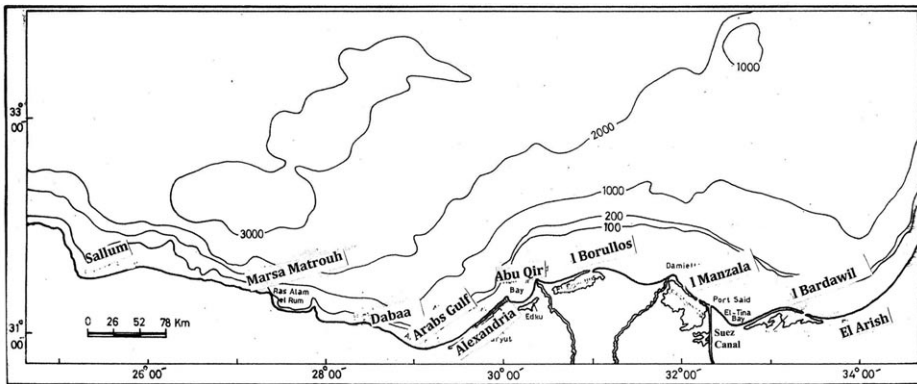 1000
33°
00'
2000
1000
3000
200
100
Sallum
Marsa Matrouh
Abu Qir
Bay
l Borullos
Damie
l Manzala
l Bardawil
Ras Alam
el Rum
Dabaa
Arabs Gulf
Alexandria
Edku
Port Said
El-Tina
Bay
El Arish
Suez
Canal
31°
00'
0 26 52 78 Km
26°00' 28°00' 30°00' 32°00' 34°00'